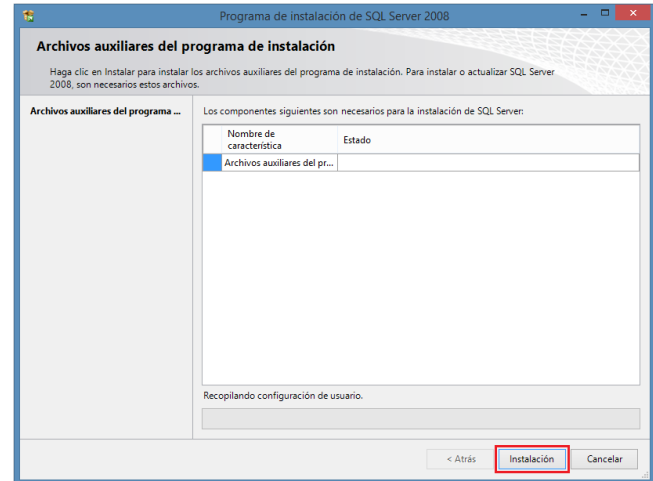 Programa de instalación de SQL Server 2008
Archivos auxiliares del programa de instalación
Haga clic en Instalar para instalar los archivos auxiliares del programa de instalación. Para instalar o actualizar SQL Server
2008, son necesarios estos archivos.
Archivos auxiliares del programa ...
Los componentes siguientes son necesarios para la instalación de SQL Server:
Nombre de
característica
Estado
Archivos auxiliares del pr...
Recopilando configuración de usuario.
< Atrás
Instalación
Cancelar